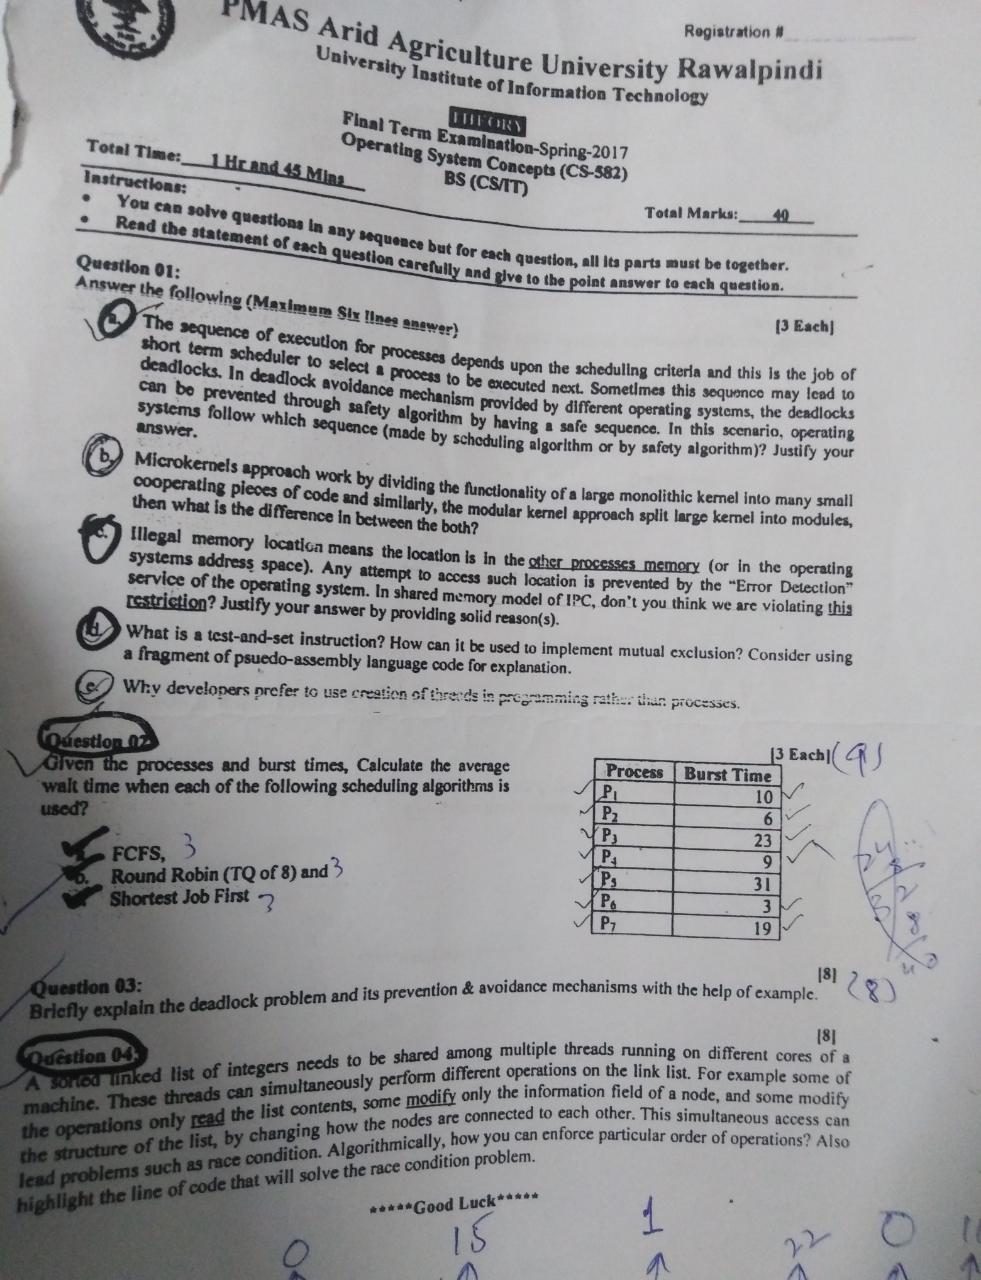 Registration #
PMAS Arid Agriculture University Rawalpindi
University Institute of Information Technology
THEORY
Final Term Examination-Spring-2017
Operating System Concepts (CS-582)
BS (CS/IT)
Total Time: 1 Hr and 45 Mins
Total Marks: 40
Instructions:
• You can solve questions in any sequence but for each question, all its parts must be together.
• Read the statement of each question carefully and give to the point answer to each question.
Question 01:
Answer the following (Maximum Six lines answer)
[3 Each]
a. The sequence of execution for processes depends upon the scheduling criteria and this is the job of
short term scheduler to select a process to be executed next. Sometimes this sequence may lead to
deadlocks. In deadlock avoidance mechanism provided by different operating systems, the deadlocks
can be prevented through safety algorithm by having a safe sequence. In this scenario, operating
systems follow which sequence (made by scheduling algorithm or by safety algorithm)? Justify your
answer.
b. Microkernels approach work by dividing the functionality of a large monolithic kernel into many small
cooperating pieces of code and similarly, the modular kernel approach split large kernel into modules,
then what is the difference in between the both?
c. Illegal memory location means the location is in the other processes memory (or in the operating
systems address space). Any attempt to access such location is prevented by the “Error Detection”
service of the operating system. In shared memory model of IPC, don't you think we are violating this
restriction? Justify your answer by providing solid reason(s).
d. What is a test-and-set instruction? How can it be used to implement mutual exclusion? Consider using
a fragment of psuedo-assembly language code for explanation.
e. Why developers prefer to use creation of threads in programming rather than processes.
Question 02
[3 Each] (9)
Given the processes and burst times, Calculate the average
wait time when each of the following scheduling algorithms is
used?
FCFS, 3
b. Round Robin (TQ of 8) and 3
Shortest Job First 3
Process Burst Time
P1 10
P2 6
P3 23
P4 9
P5 31
P6 3
P7 19
Question 03:
[8]
Briefly explain the deadlock problem and its prevention & avoidance mechanisms with the help of example. (8)
Question 04:
[8]
A sorted linked list of integers needs to be shared among multiple threads running on different cores of a
machine. These threads can simultaneously perform different operations on the link list. For example some of
the operations only read the list contents, some modify only the information field of a node, and some modify
the structure of the list, by changing how the nodes are connected to each other. This simultaneous access can
lead problems such as race condition. Algorithmically, how you can enforce particular order of operations? Also
highlight the line of code that will solve the race condition problem.
*****Good Luck*****
0 15 1 22 0